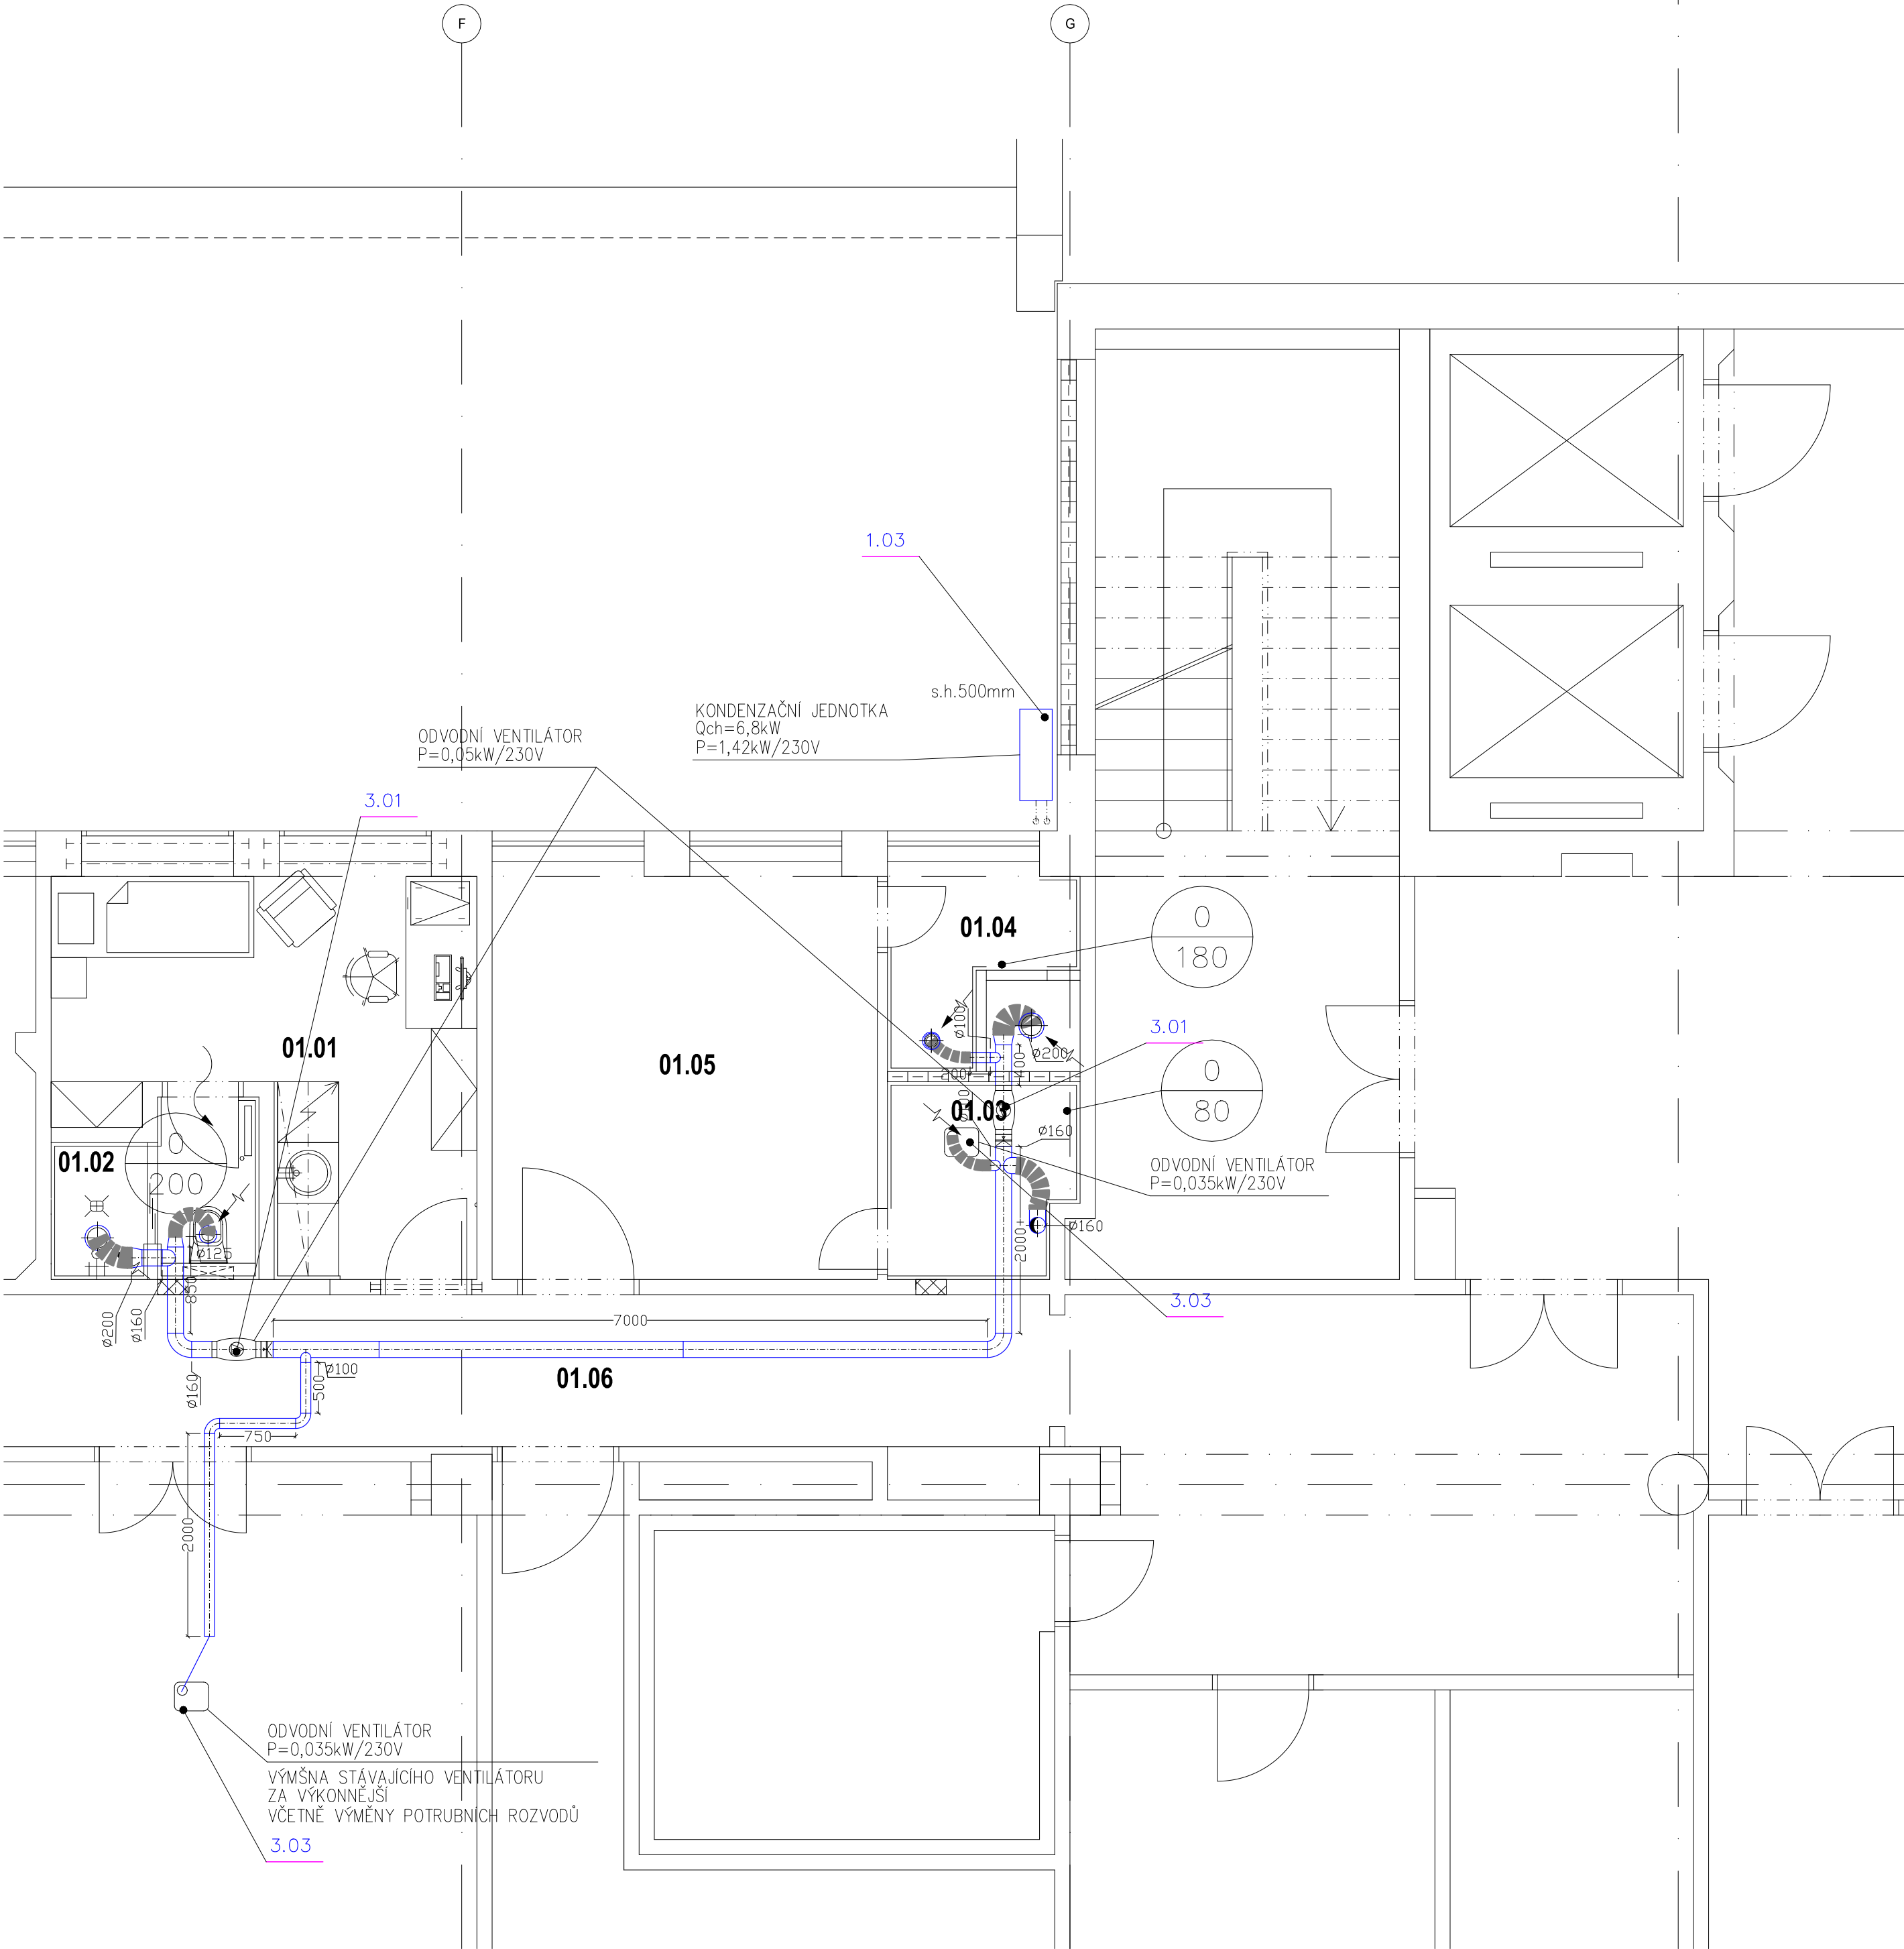 F
G
1.03
s.h.500mm
KONDENZAČNÍ JEDNOTKA
Qch=6,8kW
P=1,42kW/230V
ODVODNÍ VENTILÁTOR
P=0,05kW/230V
3.01
01.04
0
180
01.01
01.05
ø100
ø200
400
200
3.01
0
80
01.03
ø160
ODVODNÍ VENTILÁTOR
P=0,035kW/230V
01.02
0
200
ø125
ø160
2000
850
ø200
ø160
3.03
7000
ø160
ø100
500
01.06
750
2000
ODVODNÍ VENTILÁTOR
P=0,035kW/230V
VÝMŠNA STÁVAJÍCÍHO VENTILÁTORU
ZA VÝKONNĚJŠÍ
VČETNĚ VÝMĚNY POTRUBNÍCH ROZVODŮ
3.03